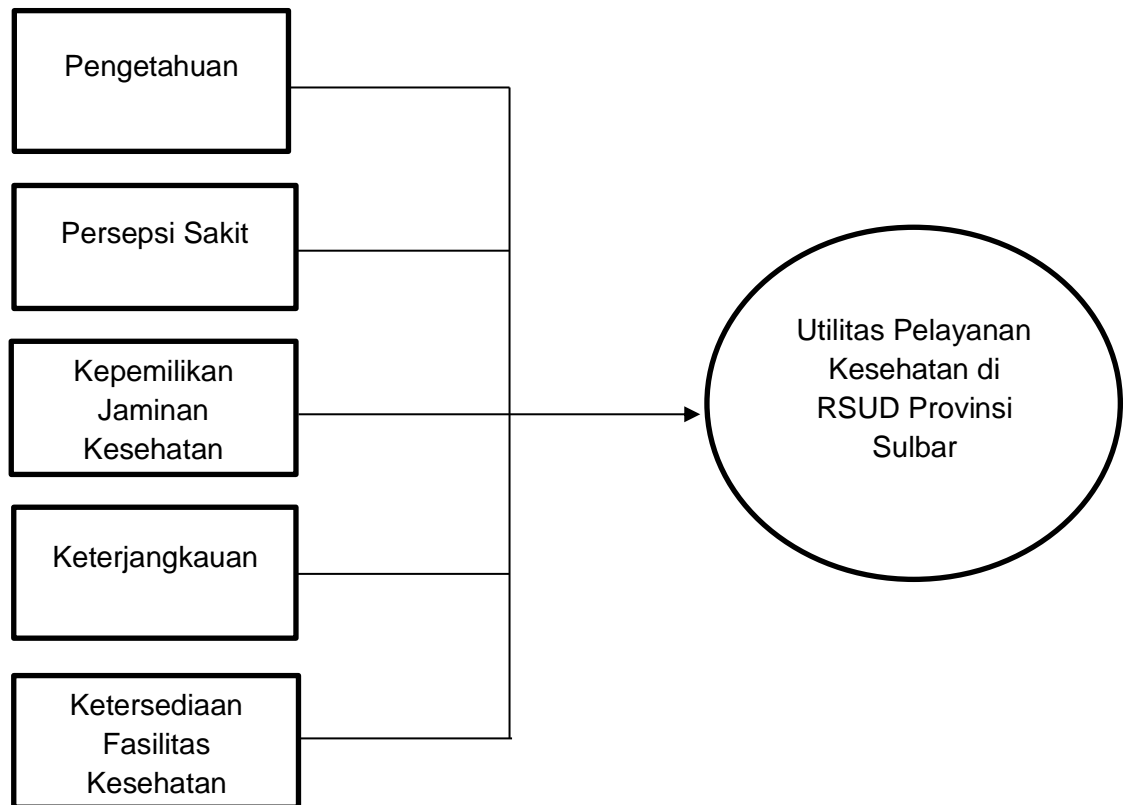 Pengetahuan
Persepsi Sakit
Kepemilikan
Jaminan
Kesehatan
Keterjangkauan
Ketersediaan
Fasilitas
Kesehatan
Utilitas Pelayanan
Kesehatan di
RSUD Provinsi
Sulbar